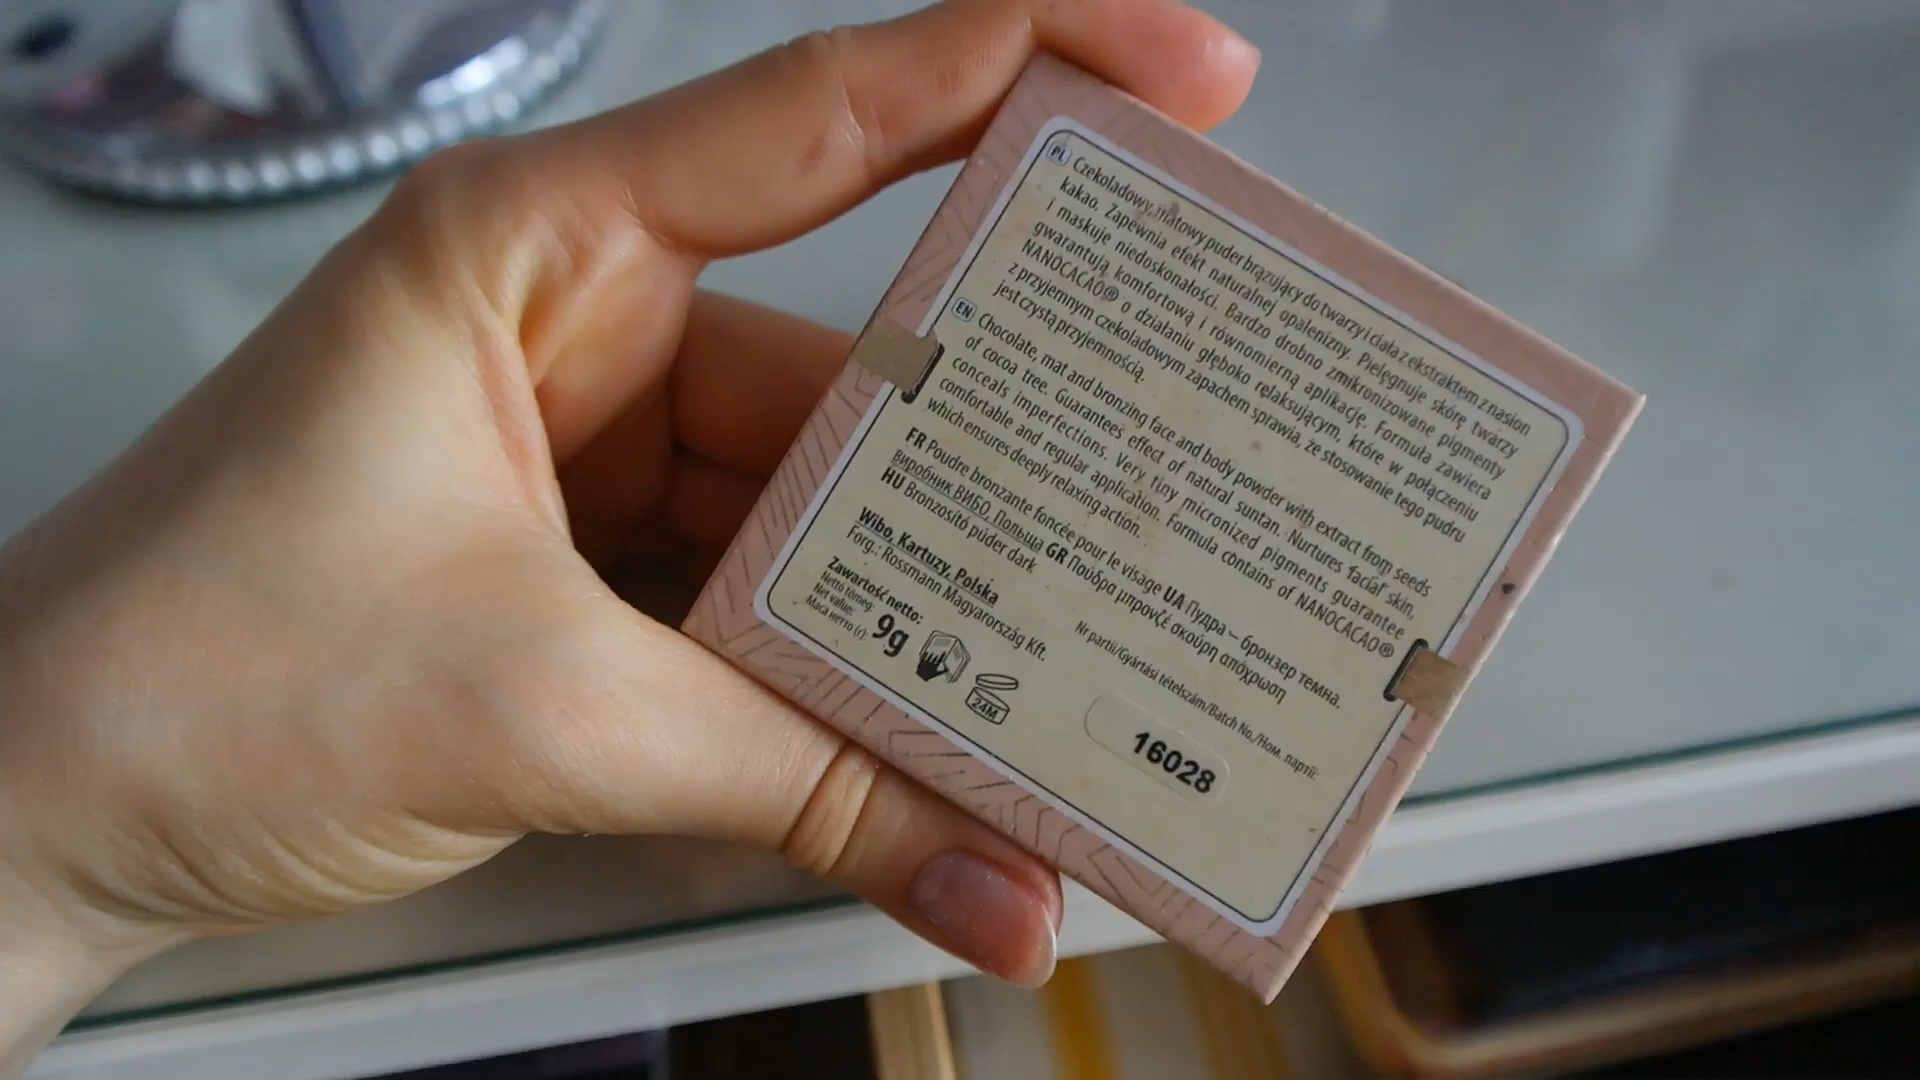 PL Czekoladowy, matowy puder brązujący do twarzy i ciała z ekstraktem z nasion
kakao. Zapewnia efekt naturalnej opalenizny. Pielęgnuje skórę twarzy
i maskuje niedoskonałości. Bardzo drobno zmikronizowane pigmenty
gwarantują komfortową i równomierną aplikację. Formuła zawiera
NANOCACAO® o działaniu głęboko relaksującym, które w połączeniu
z przyjemnym czekoladowym zapachem sprawia, że stosowanie tego pudru
jest czystą przyjemnością.
EN Chocolate, mat and bronzing face and body powder with extract from seeds
of cocoa tree. Guarantees effect of natural suntan. Nurtures facial skin,
conceals imperfections. Very tiny micronized pigments guarantee
comfortable and regular application. Formula contains of NANOCACAO®
which ensures deeply relaxing action.
FR Poudre bronzante foncée pour le visage UA Пудра – бронзер темна.
виробник ВИБО, Польща GR Πούδρα μπρονζέ σκούρη απόχρωση
HU Bronzosító púder dark
Wibo, Kartuzy, Polska
Forg.: Rossmann Magyarország Kft.
Zawartość netto:
Nettó tömeg:
Net value:
Маса нетто (г):
9g
24M
Nr partii/Gyártási tételszám/Batch No./Ном. партії:
16028